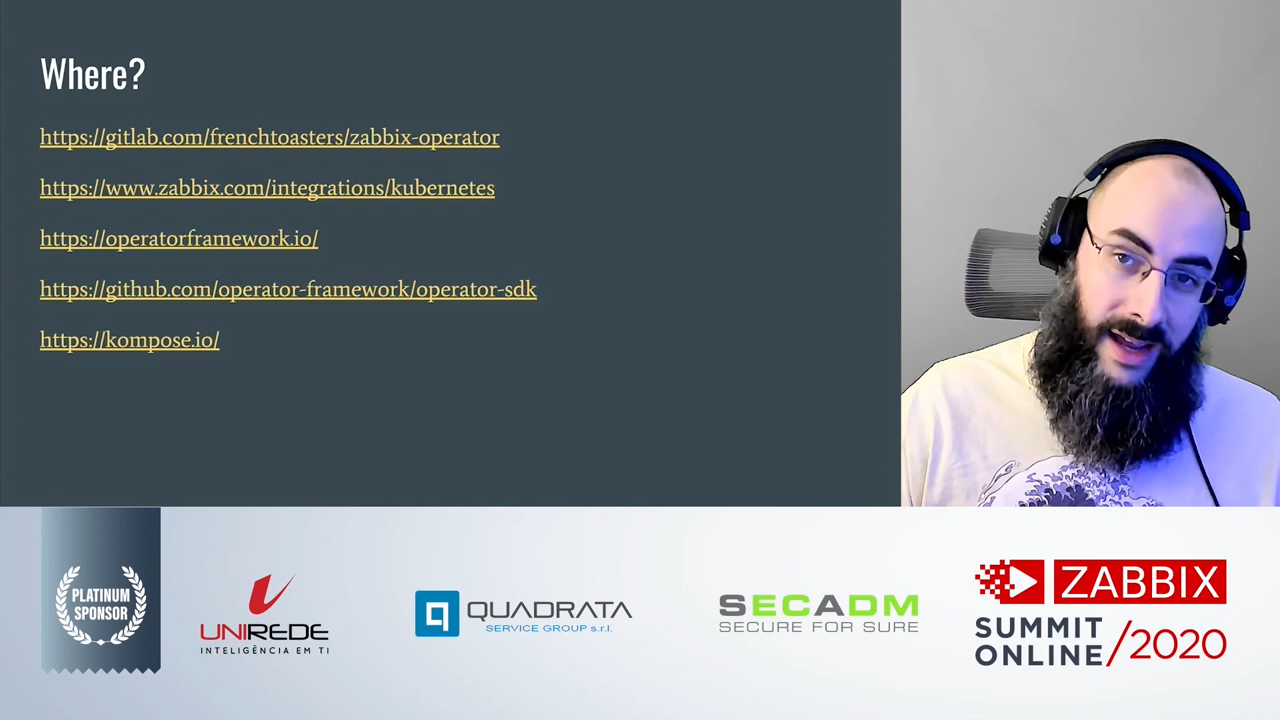 Where?
https://gitlab.com/frenchtoasters/zabbix-operator
https://www.zabbix.com/integrations/kubernetes
https://operatorframework.io/
https://github.com/operator-framework/operator-sdk
https://kompose.io/
PLATINUM
SPONSOR
UNIREDE
INTELIGÊNCIA EM TI
QUADRATA
SERVICE GROUP s.r.l.
SECADM
SECURE FOR SURE
ZABBIX
SUMMIT
ONLINE/2020